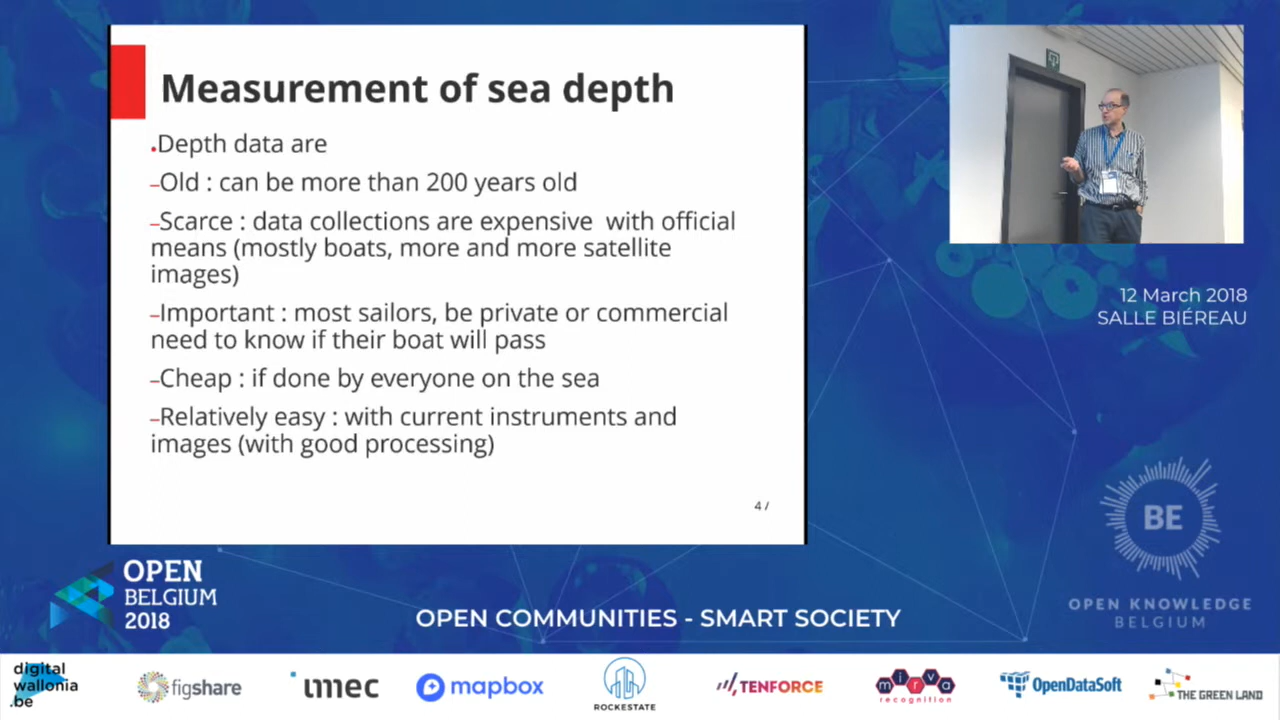 Measurement of sea depth
.Depth data are
–Old : can be more than 200 years old
–Scarce : data collections are expensive with official
means (mostly boats, more and more satellite
images)
–Important : most sailors, be private or commercial
need to know if their boat will pass
–Cheap : if done by everyone on the sea
–Relatively easy : with current instruments and
images (with good processing)
4 /
12 March 2018
SALLE BIÉREAU
BE
OPEN KNOWLEDGE
BELGIUM
OPEN
BELGIUM
2018
OPEN COMMUNITIES - SMART SOCIETY
digital
wallonia
.be
figshare
imec
mapbox
ROCKESTATE
TENFORCE
mirva
recognition
OpenDataSoft
THE GREEN LAND